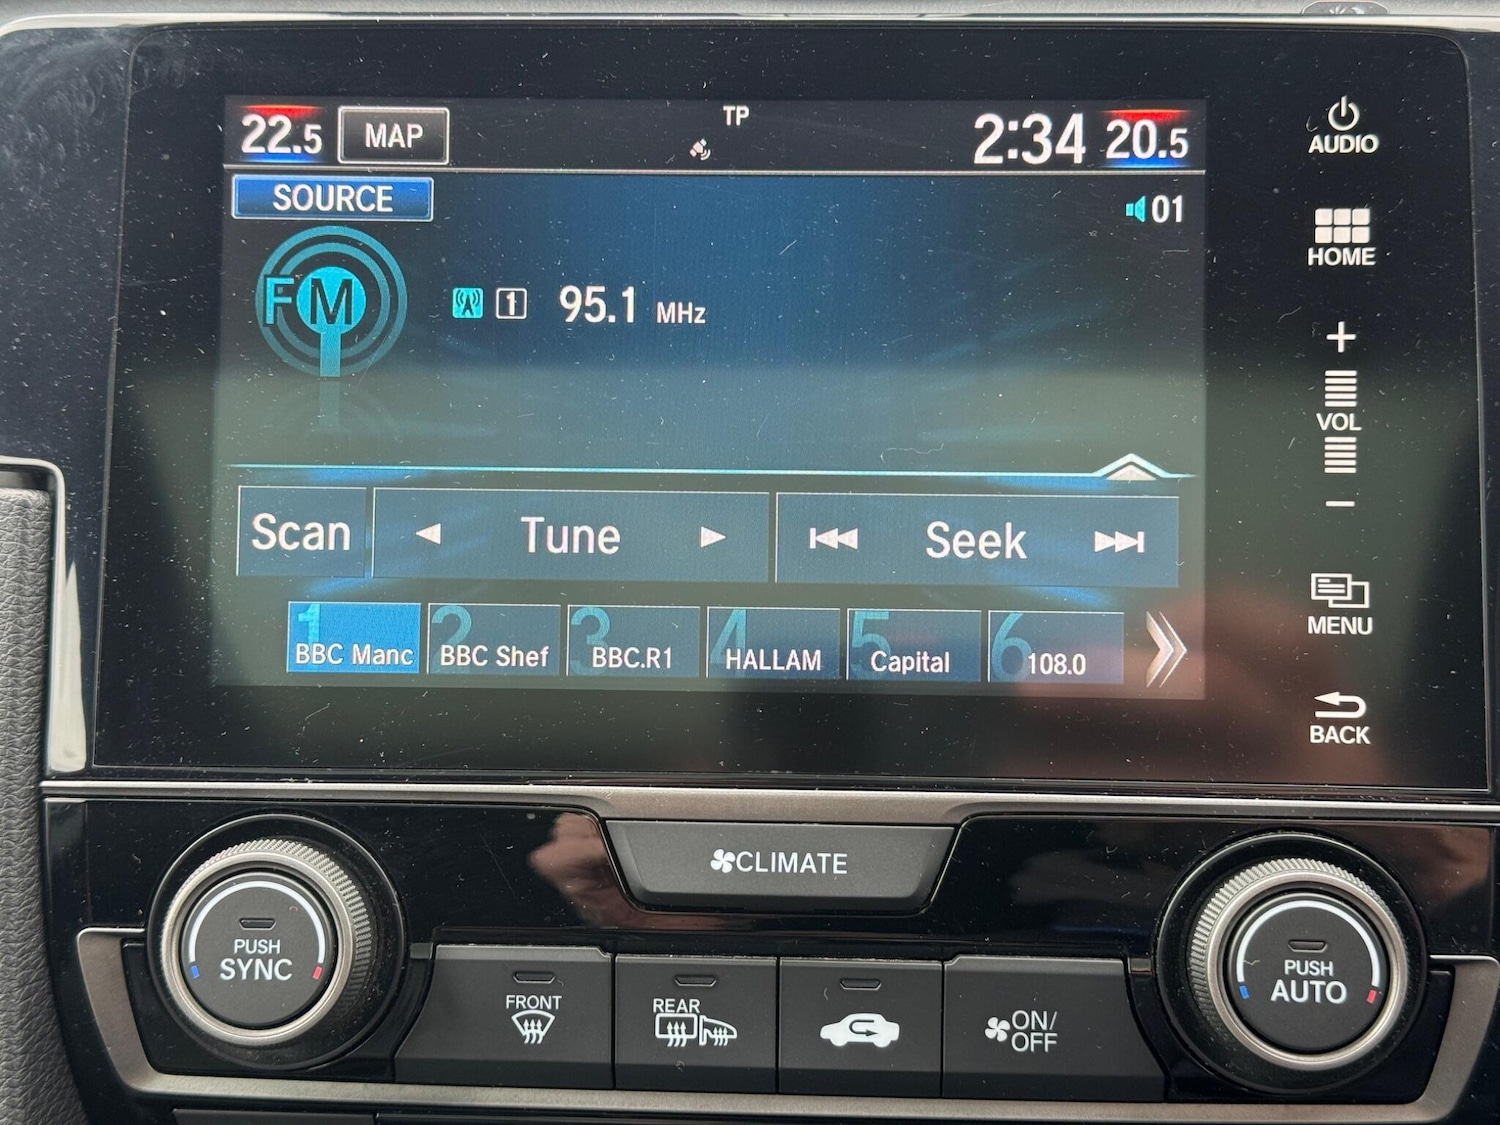 22.5 MAP TP 2:34 20.5
SOURCE 01
FM 1 95.1 MHz
Scan Tune Seek
1 BBC Manc 2 BBC Shef 3 BBC.R1 4 HALLAM 5 Capital 6 108.0
AUDIO
HOME
+
VOL
−
MENU
BACK
CLIMATE
PUSH
SYNC
FRONT
REAR
ON/
OFF
PUSH
AUTO